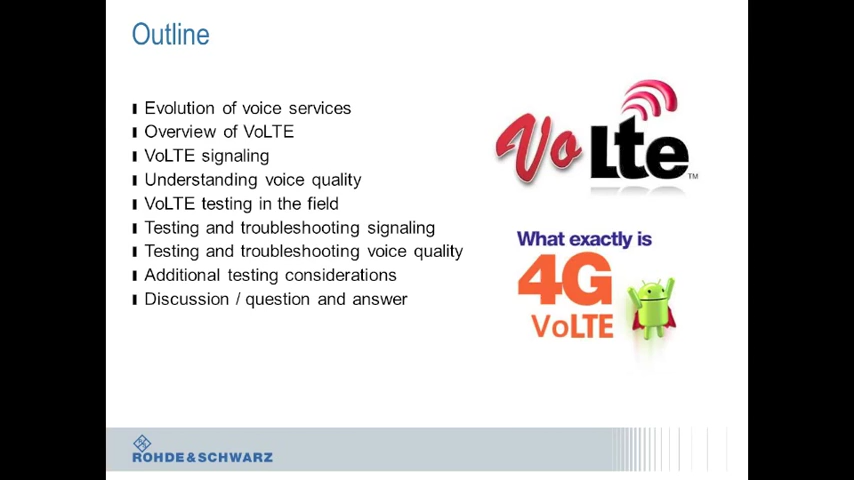 Outline
Evolution of voice services
Overview of VoLTE
VoLTE signaling
Understanding voice quality
VoLTE testing in the field
Testing and troubleshooting signaling
Testing and troubleshooting voice quality
Additional testing considerations
Discussion / question and answer
VoLte™
What exactly is
4G
VoLTE
ROHDE&SCHWARZ